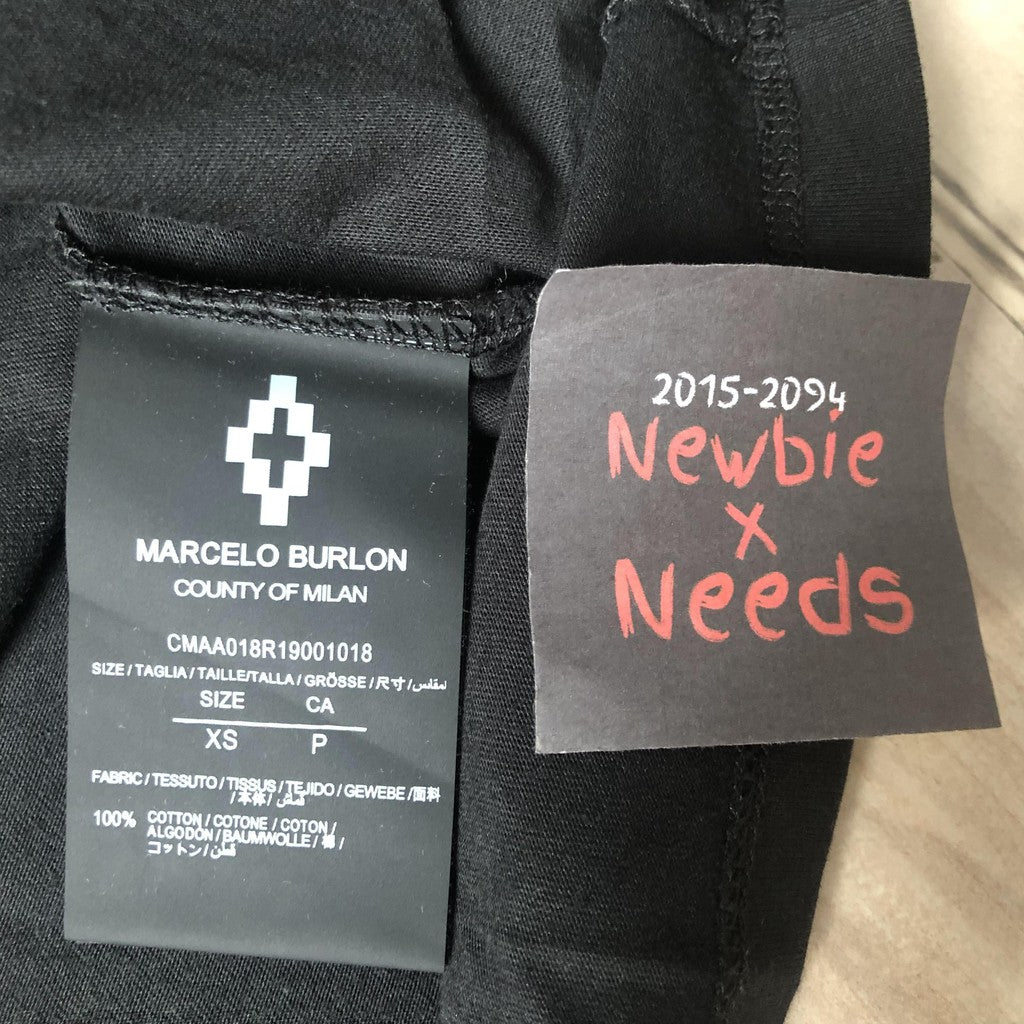 MARCELO BURLON
COUNTY OF MILAN
CMAA018R19001018
SIZE / TAGLIA / TAILLE/TALLA / GRÖSSE / 尺寸 / مقاس
SIZE CA
XS P
FABRIC / TESSUTO / TISSUS / TEJIDO / GEWEBE / 面料
/ 本体 / قماش
100% COTTON / COTONE / COTON /
ALGODON / BAUMWOLLE / 棉 /
コットン / قطن
2015-2094
Newbie
x
Needs